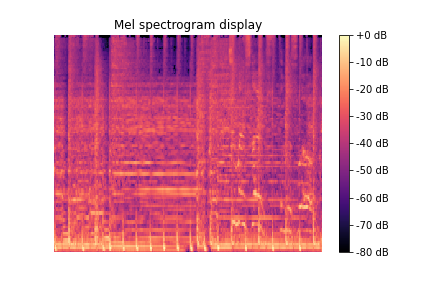 Mel spectrogram display
+0 dB
-10 dB
-20 dB
-30 dB
-40 dB
-50 dB
-60 dB
-70 dB
-80 dB